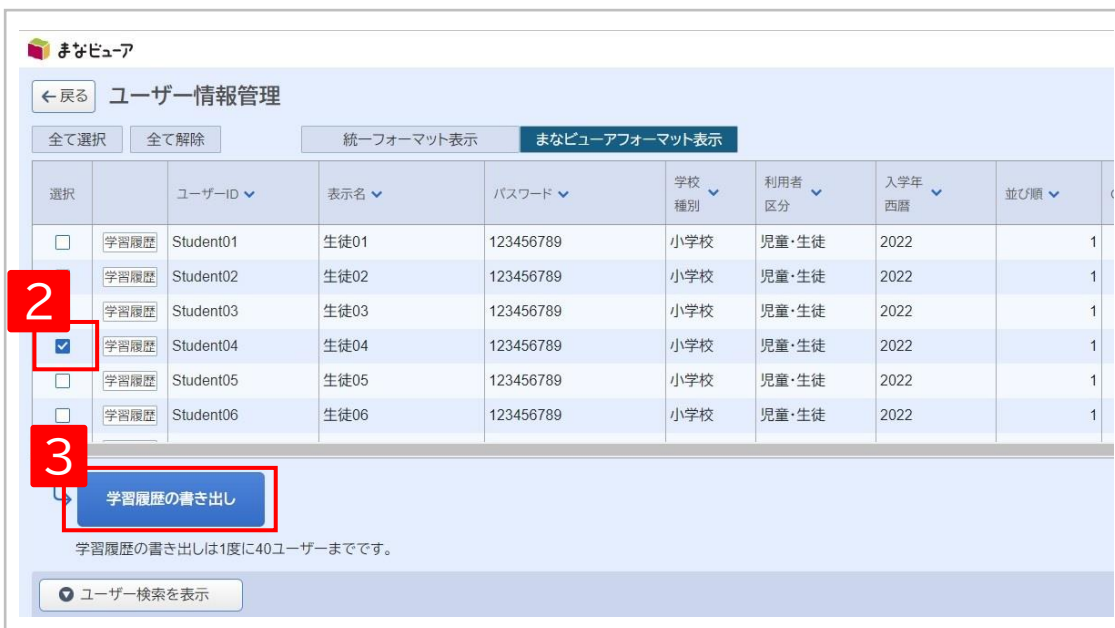 まなビューア
←戻る ユーザー情報管理
全て選択 全て解除 統一フォーマット表示 まなビューアフォーマット表示
選択 ユーザーID 表示名 パスワード 学校種別 利用者区分 入学年西暦 並び順
学習履歴 Student01 生徒01 123456789 小学校 児童・生徒 2022 1
学習履歴 Student02 生徒02 123456789 小学校 児童・生徒 2022 1
2
学習履歴 Student03 生徒03 123456789 小学校 児童・生徒 2022 1
学習履歴 Student04 生徒04 123456789 小学校 児童・生徒 2022 1
学習履歴 Student05 生徒05 123456789 小学校 児童・生徒 2022 1
学習履歴 Student06 生徒06 123456789 小学校 児童・生徒 2022 1
3
学習履歴の書き出し
学習履歴の書き出しは1度に40ユーザーまでです。
ユーザー検索を表示